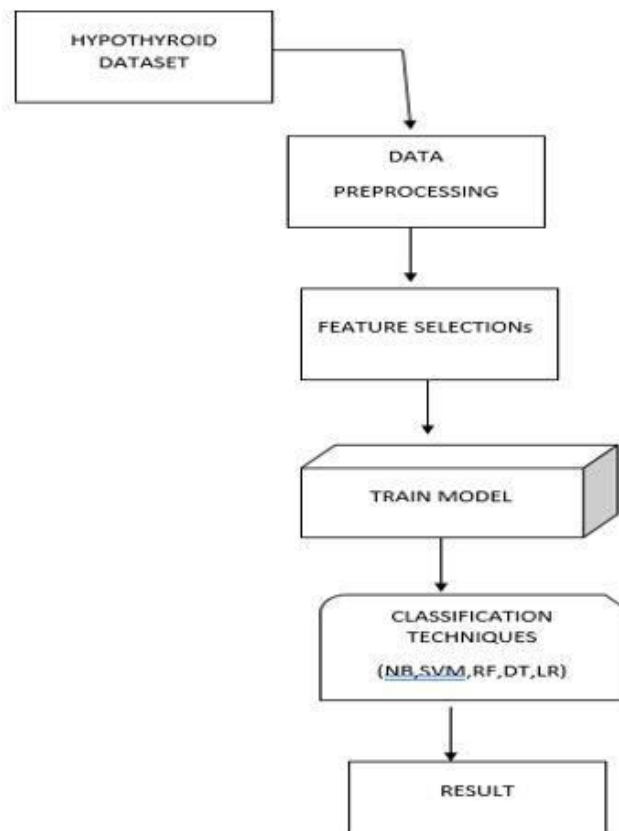 HYPOTHYROID
DATASET
DATA
PREPROCESSING
FEATURE SELECTIONs
TRAIN MODEL
CLASSIFICATION
TECHNIQUES
(NB,SVM,RF,DT,LR)
RESULT